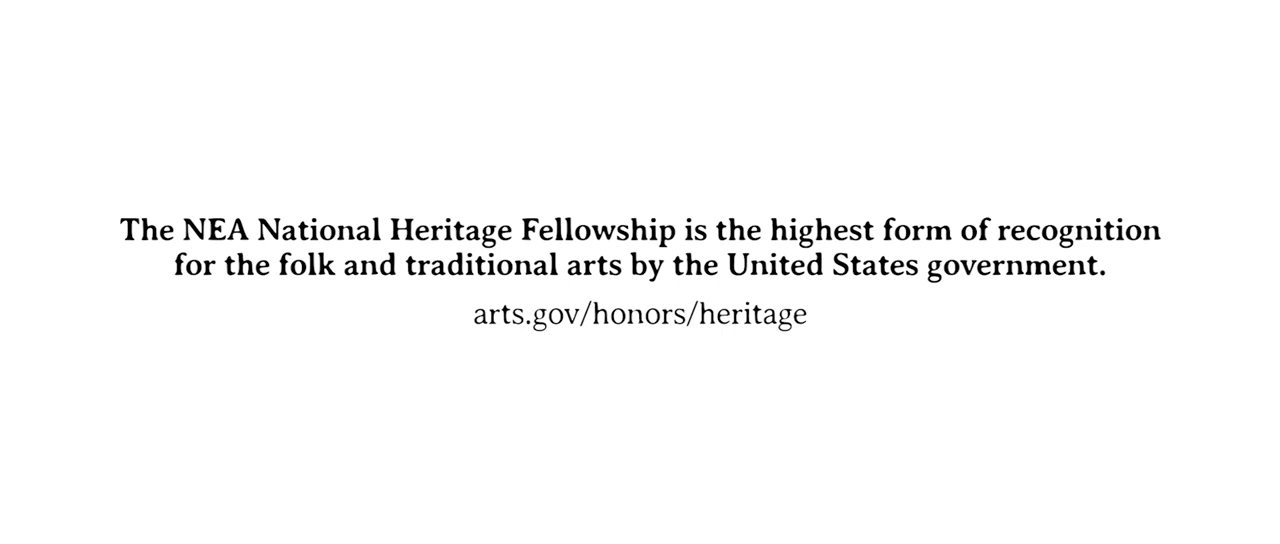 The NEA National Heritage Fellowship is the highest form of recognition
for the folk and traditional arts by the United States government.
arts.gov/honors/heritage